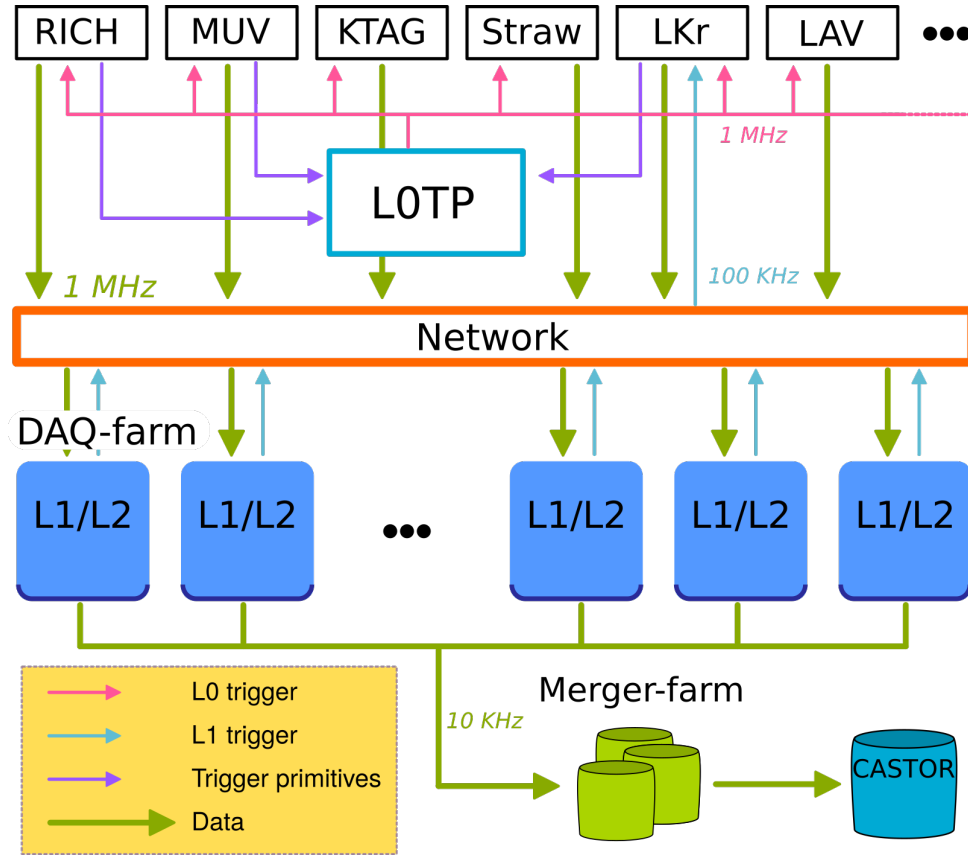 RICH
MUV
KTAG
Straw
LKr
LAV
•••
1 MHz
L0TP
1 MHz
100 KHz
Network
DAQ-farm
L1/L2
L1/L2
•••
L1/L2
L1/L2
L1/L2
L0 trigger
L1 trigger
Trigger primitives
Data
10 KHz
Merger-farm
CASTOR